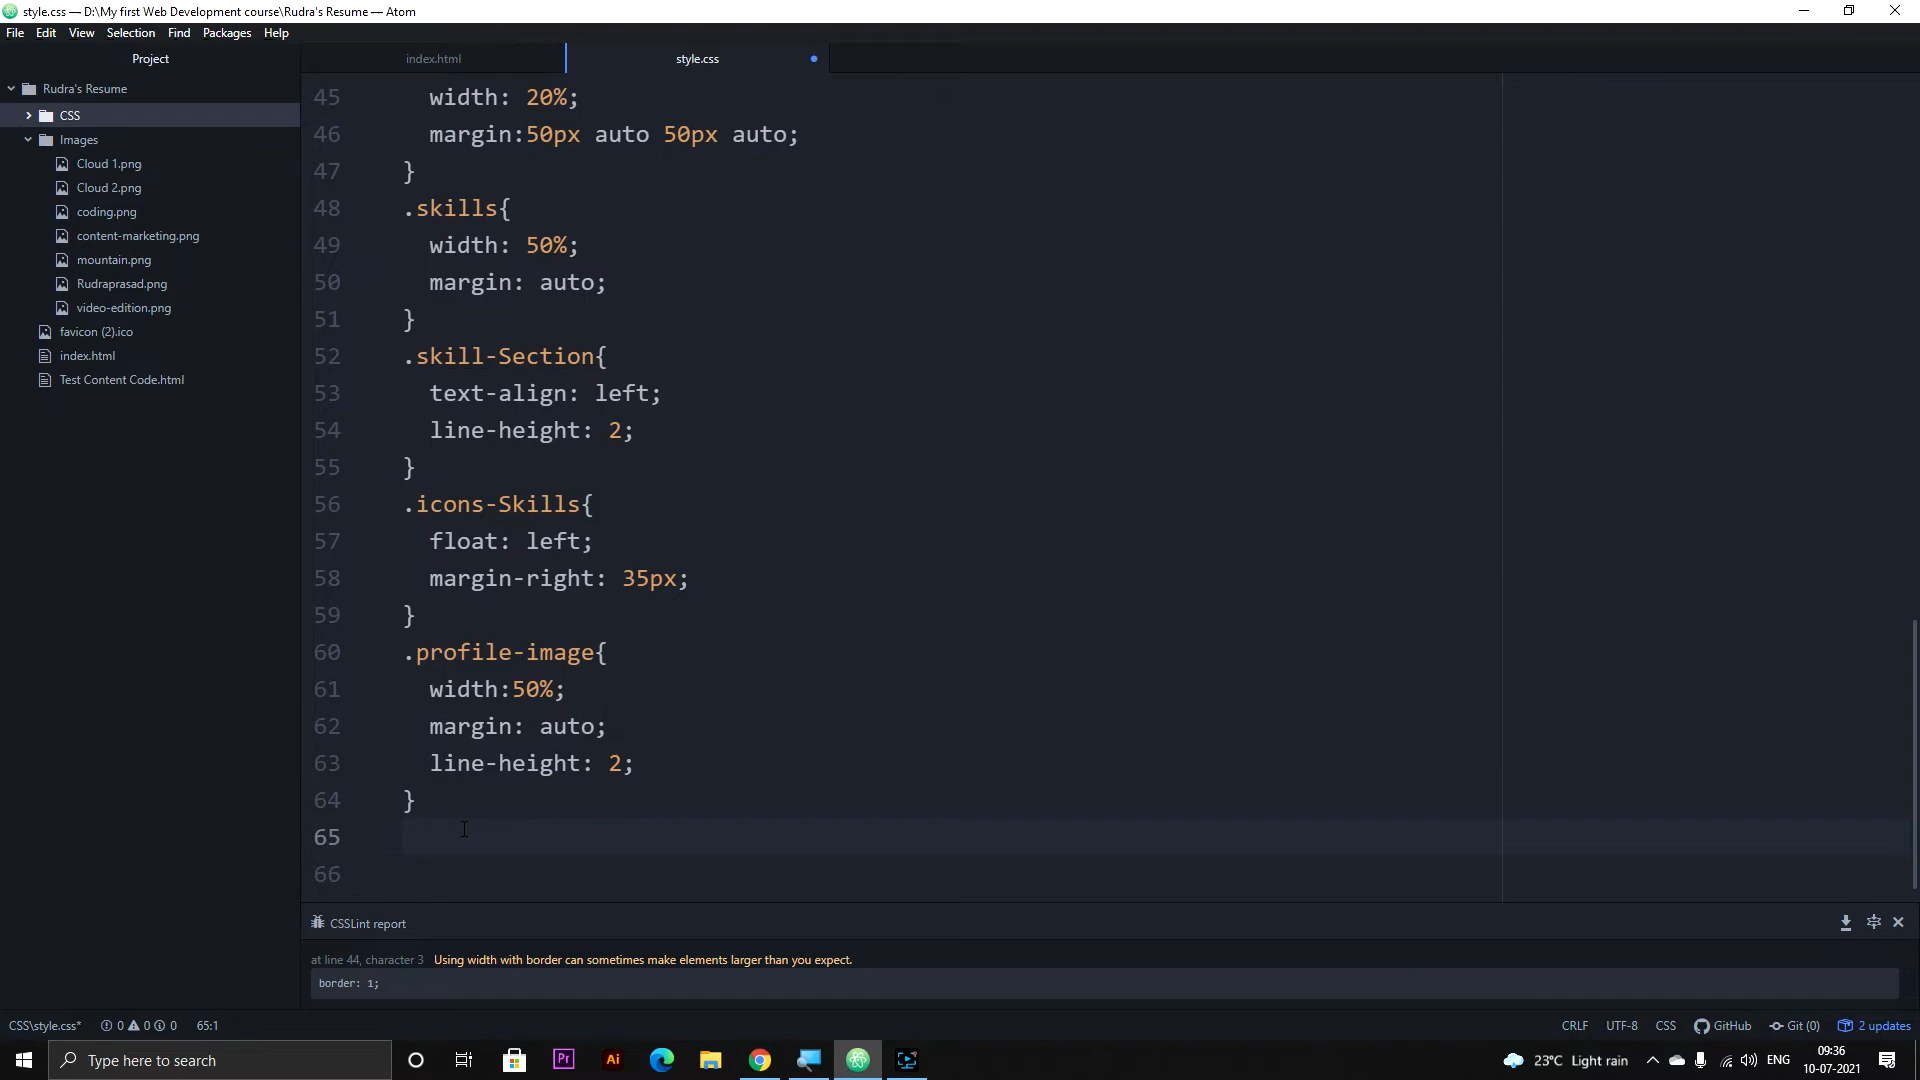 style.css — D:\My first Web Development course\Rudra's Resume — Atom
File Edit View Selection Find Packages Help
Project
index.html
style.css
Rudra's Resume
CSS
Images
Cloud 1.png
Cloud 2.png
coding.png
content-marketing.png
mountain.png
Rudraprasad.png
video-edition.png
favicon (2).ico
index.html
Test Content Code.html
45 width: 20%;
46 margin:50px auto 50px auto;
47 }
48 .skills{
49 width: 50%;
50 margin: auto;
51 }
52 .skill-Section{
53 text-align: left;
54 line-height: 2;
55 }
56 .icons-Skills{
57 float: left;
58 margin-right: 35px;
59 }
60 .profile-image{
61 width:50%;
62 margin: auto;
63 line-height: 2;
64 }
65
66
CSSLint report
at line 44, character 3 Using width with border can sometimes make elements larger than you expect.
border: 1;
CSS\style.css* 0 0 0 65:1
CRLF UTF-8 CSS GitHub Git (0) 2 updates
Type here to search
Pr
Ai
23°C Light rain
ENG
09:36
10-07-2021